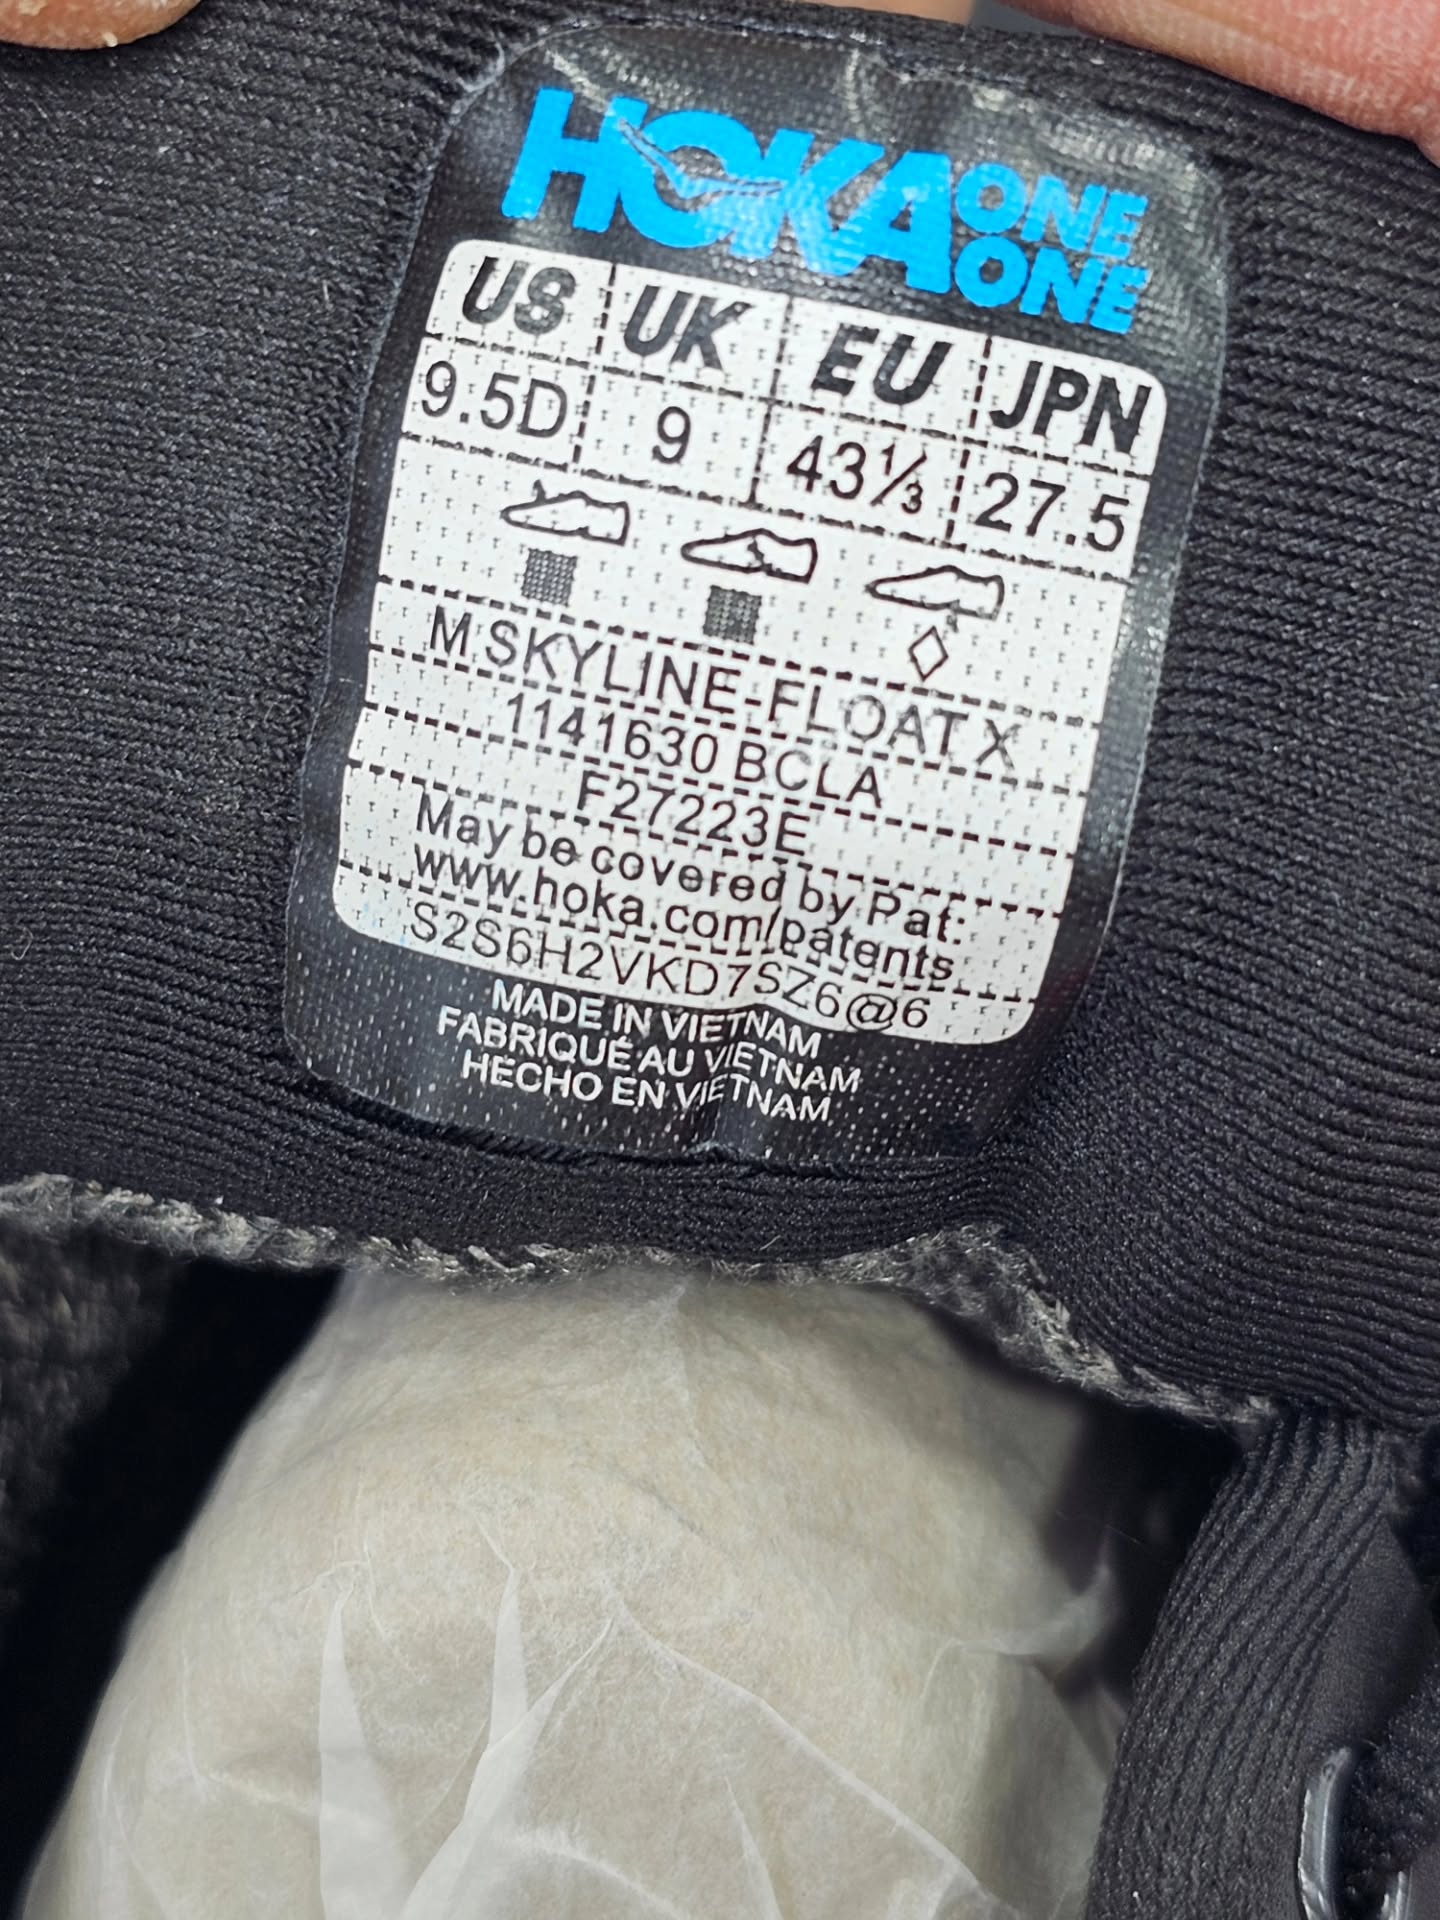 HOKA ONE ONE
US UK EU JPN
9.5D 9 43⅓ 27.5
M SKYLINE-FLOAT X
1141630 BCLA
F27223E
May be covered by Pat:
www.hoka.com/patents
S2S6H2VKD7SZ6@6
MADE IN VIETNAM
FABRIQUÉ AU VIETNAM
HECHO EN VIETNAM